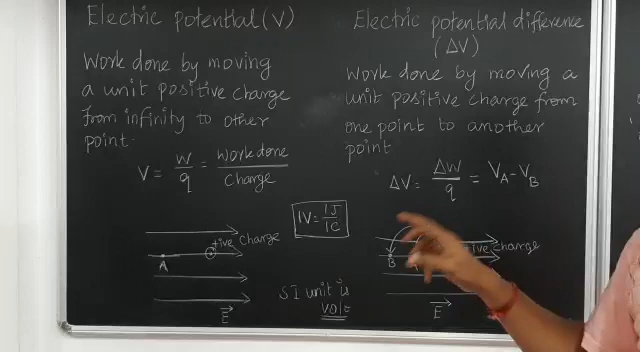 Electric potential (V)
Work done by moving
a unit positive charge
from infinity to other
point.
V = W/q = Work done/Charge
+ive charge
A
E
1V = 1J/1C
SI unit is
Volt
Electric potential difference
(ΔV)
Work done by moving a
unit positive charge from
one point to another
point
ΔV = ΔW/q = VA - VB
+ive charge
B
E